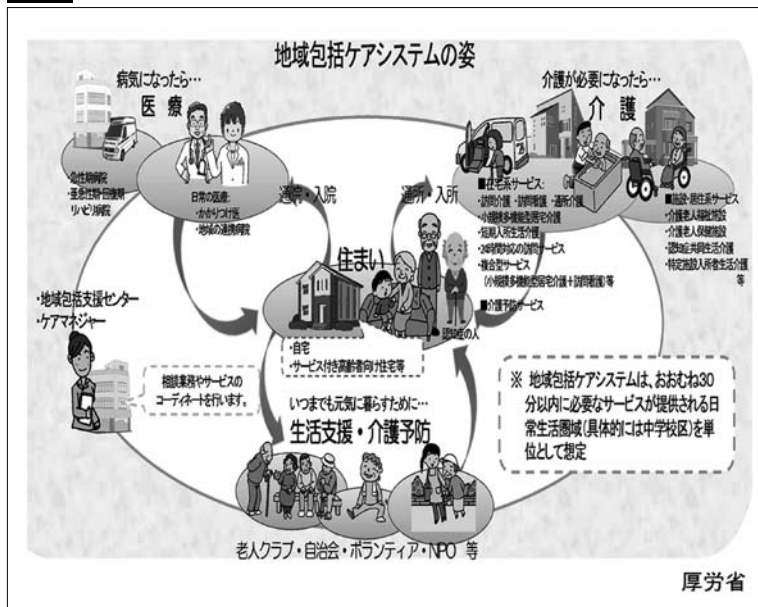 地域包括ケアシステムの姿
病気になったら…
医 療
・急性期病院
・亜急性期・回復期
リハビリ病院
日常の医療:
・かかりつけ医
・地域の連携病院
通院・入院
通所・入所
介護が必要になったら…
介 護
■在宅系サービス:
・訪問介護 ・訪問看護 ・通所介護
・小規模多機能型居宅介護
・短期入所生活介護
・24時間対応の訪問サービス
・複合型サービス
(小規模多機能型居宅介護+訪問看護)等
■介護予防サービス
■施設・居住系サービス
・介護老人福祉施設
・介護老人保健施設
・認知症共同生活介護
・特定施設入所者生活介護
等
住まい
認知症の人
・自宅
・サービス付き高齢者向け住宅等
・地域包括支援センター
・ケアマネジャー
相談業務やサービスの
コーディネートを行います。
いつまでも元気に暮らすために…
生活支援・介護予防
老人クラブ・自治会・ボランティア・NPO 等
※ 地域包括ケアシステムは、おおむね30
分以内に必要なサービスが提供される日
常生活圏域(具体的には中学校区)を単
位として想定
厚労省